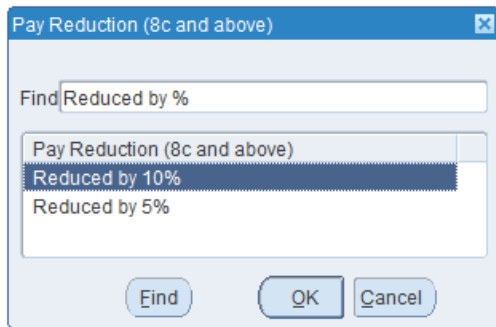 Pay Reduction (8c and above)
Find Reduced by %
Pay Reduction (8c and above)
Reduced by 10%
Reduced by 5%
Find OK Cancel